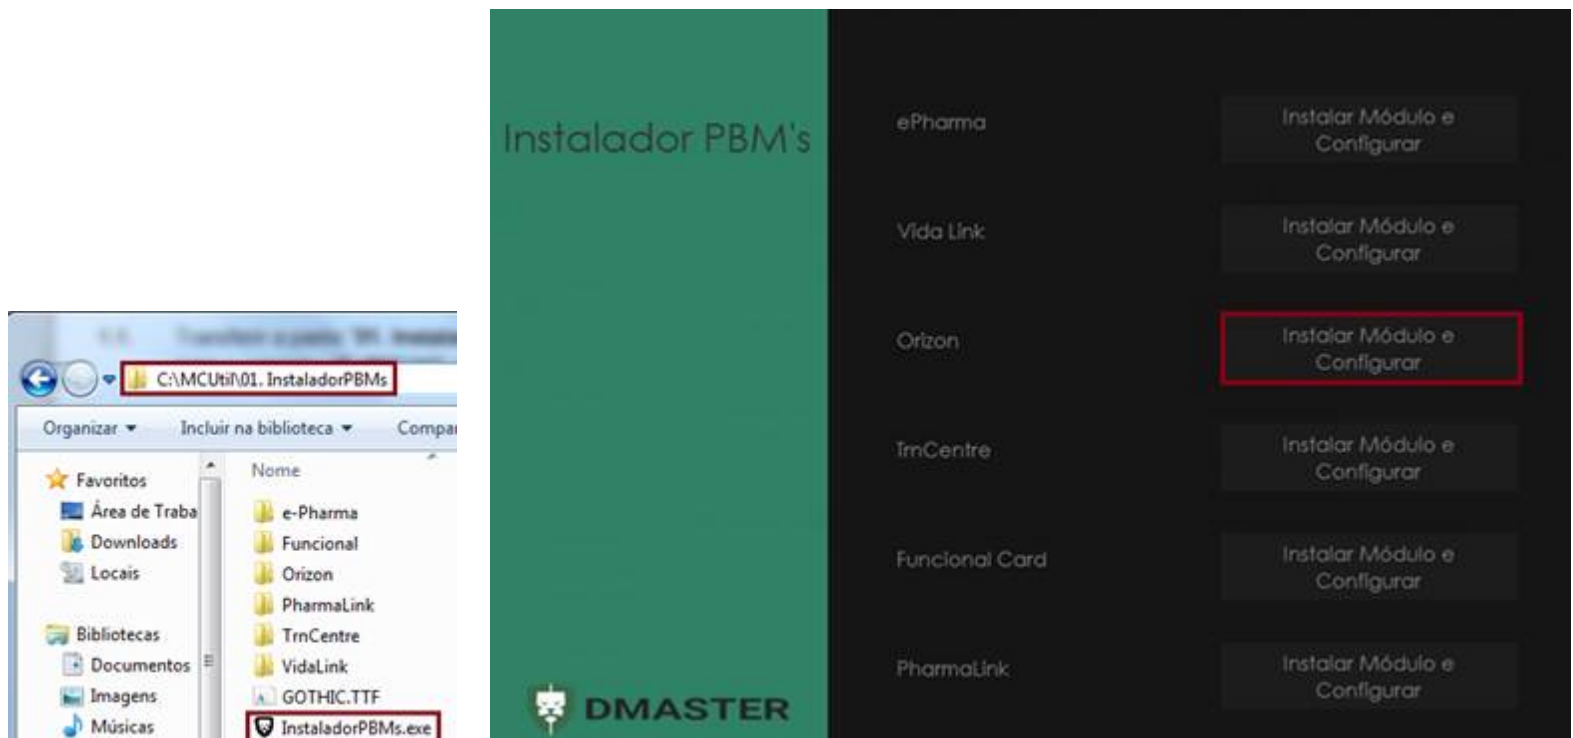 C:\MCUtil\01. InstaladorPBMs
Organizar
Incluir na biblioteca
Favoritos
Área de Traba
Downloads
Locais
Bibliotecas
Documentos
Imagens
Músicas
Nome
e-Pharma
Funcional
Orizon
PharmaLink
TrnCentre
VidaLink
GOTHIC.TTF
InstaladorPBMs.exe
Instalador PBM's
DMASTER
ePharma
Instalar Módulo e
Configurar
Vida Link
Instalar Módulo e
Configurar
Orizon
Instalar Módulo e
Configurar
TrnCentre
Instalar Módulo e
Configurar
Funcional Card
Instalar Módulo e
Configurar
PharmaLink
Instalar Módulo e
Configurar